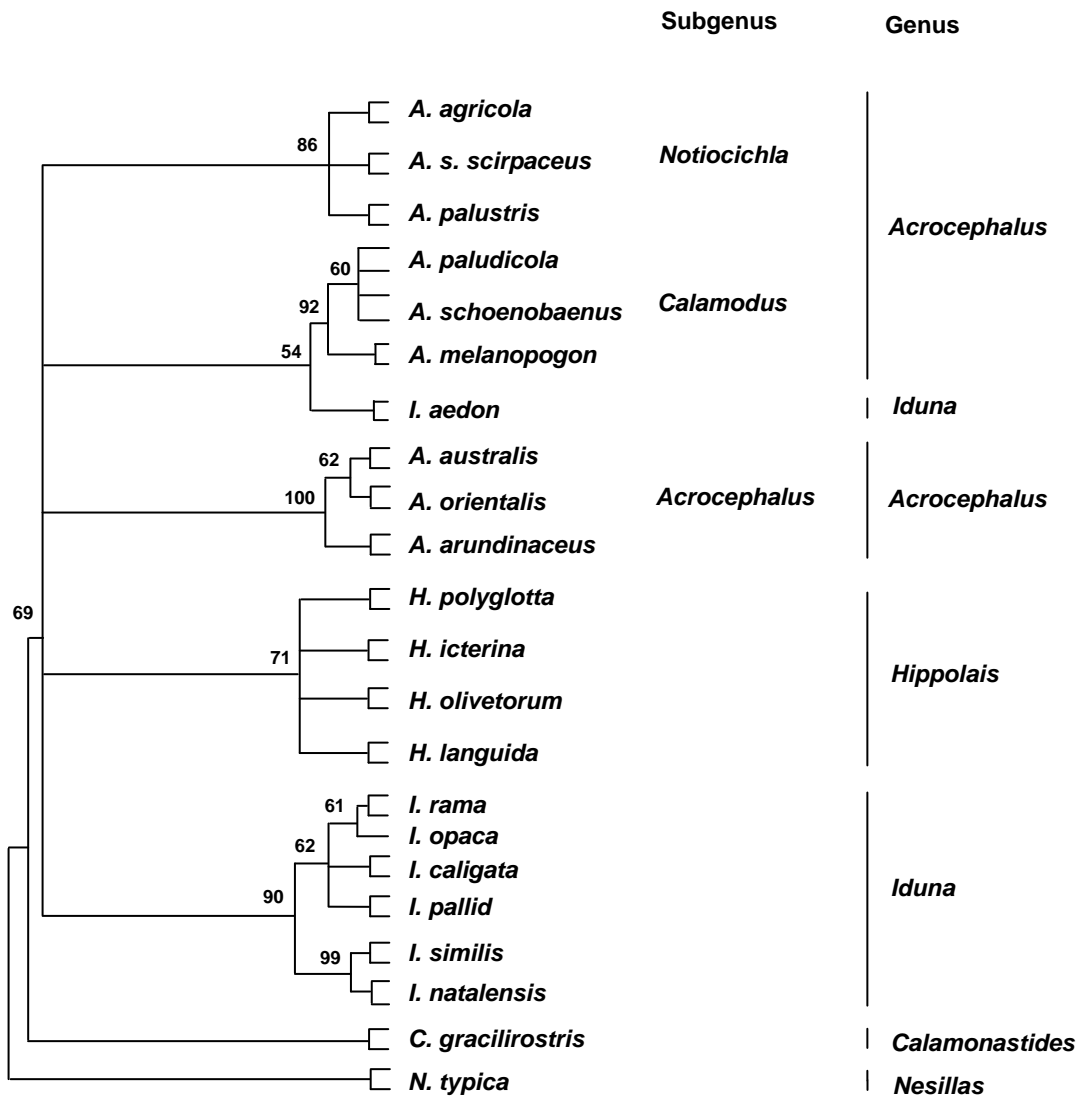 Subgenus Genus
A. agricola
86
A. s. scirpaceus Notiocichla
A. palustris
Acrocephalus
A. paludicola
60
92 A. schoenobaenus Calamodus
54 A. melanopogon
I. aedon Iduna
A. australis
62
100 A. orientalis Acrocephalus Acrocephalus
A. arundinaceus
H. polyglotta
69
H. icterina
71
Hippolais
H. olivetorum
H. languida
61 I. rama
I. opaca
62
I. caligata
Iduna
90 I. pallid
I. similis
99
I. natalensis
C. gracilirostris Calamonastides
N. typica Nesillas